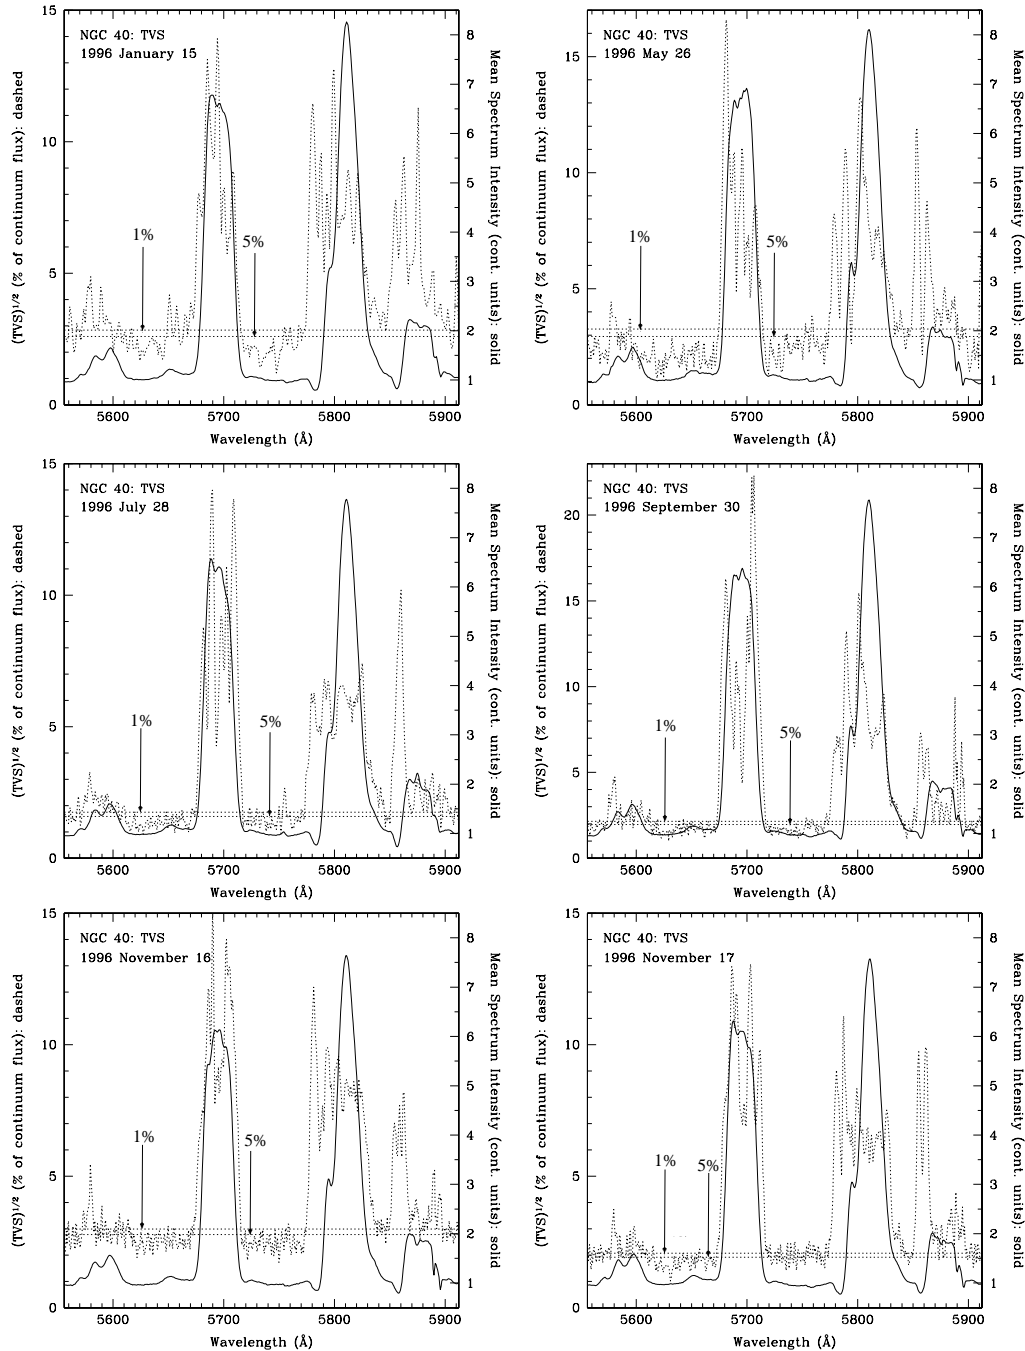 NGC 40: TVS
1996 January 15
1%
5%
15
10
5
0
8
7
6
5
4
3
2
1
5600 5700 5800 5900
Wavelength (Å)
(TVS)1/2 (% of continuum flux): dashed
Mean Spectrum Intensity (cont. units): solid
NGC 40: TVS
1996 May 26
1%
5%
15
10
5
0
8
7
6
5
4
3
2
1
5600 5700 5800 5900
Wavelength (Å)
(TVS)1/2 (% of continuum flux): dashed
Mean Spectrum Intensity (cont. units): solid
NGC 40: TVS
1996 July 28
1%
5%
15
10
5
0
8
7
6
5
4
3
2
1
5600 5700 5800 5900
Wavelength (Å)
(TVS)1/2 (% of continuum flux): dashed
Mean Spectrum Intensity (cont. units): solid
NGC 40: TVS
1996 September 30
1%
5%
20
15
10
5
0
8
7
6
5
4
3
2
1
5600 5700 5800 5900
Wavelength (Å)
(TVS)1/2 (% of continuum flux): dashed
Mean Spectrum Intensity (cont. units): solid
NGC 40: TVS
1996 November 16
1%
5%
15
10
5
0
8
7
6
5
4
3
2
1
5600 5700 5800 5900
Wavelength (Å)
(TVS)1/2 (% of continuum flux): dashed
Mean Spectrum Intensity (cont. units): solid
NGC 40: TVS
1996 November 17
1%
5%
15
10
5
0
8
7
6
5
4
3
2
1
5600 5700 5800 5900
Wavelength (Å)
(TVS)1/2 (% of continuum flux): dashed
Mean Spectrum Intensity (cont. units): solid